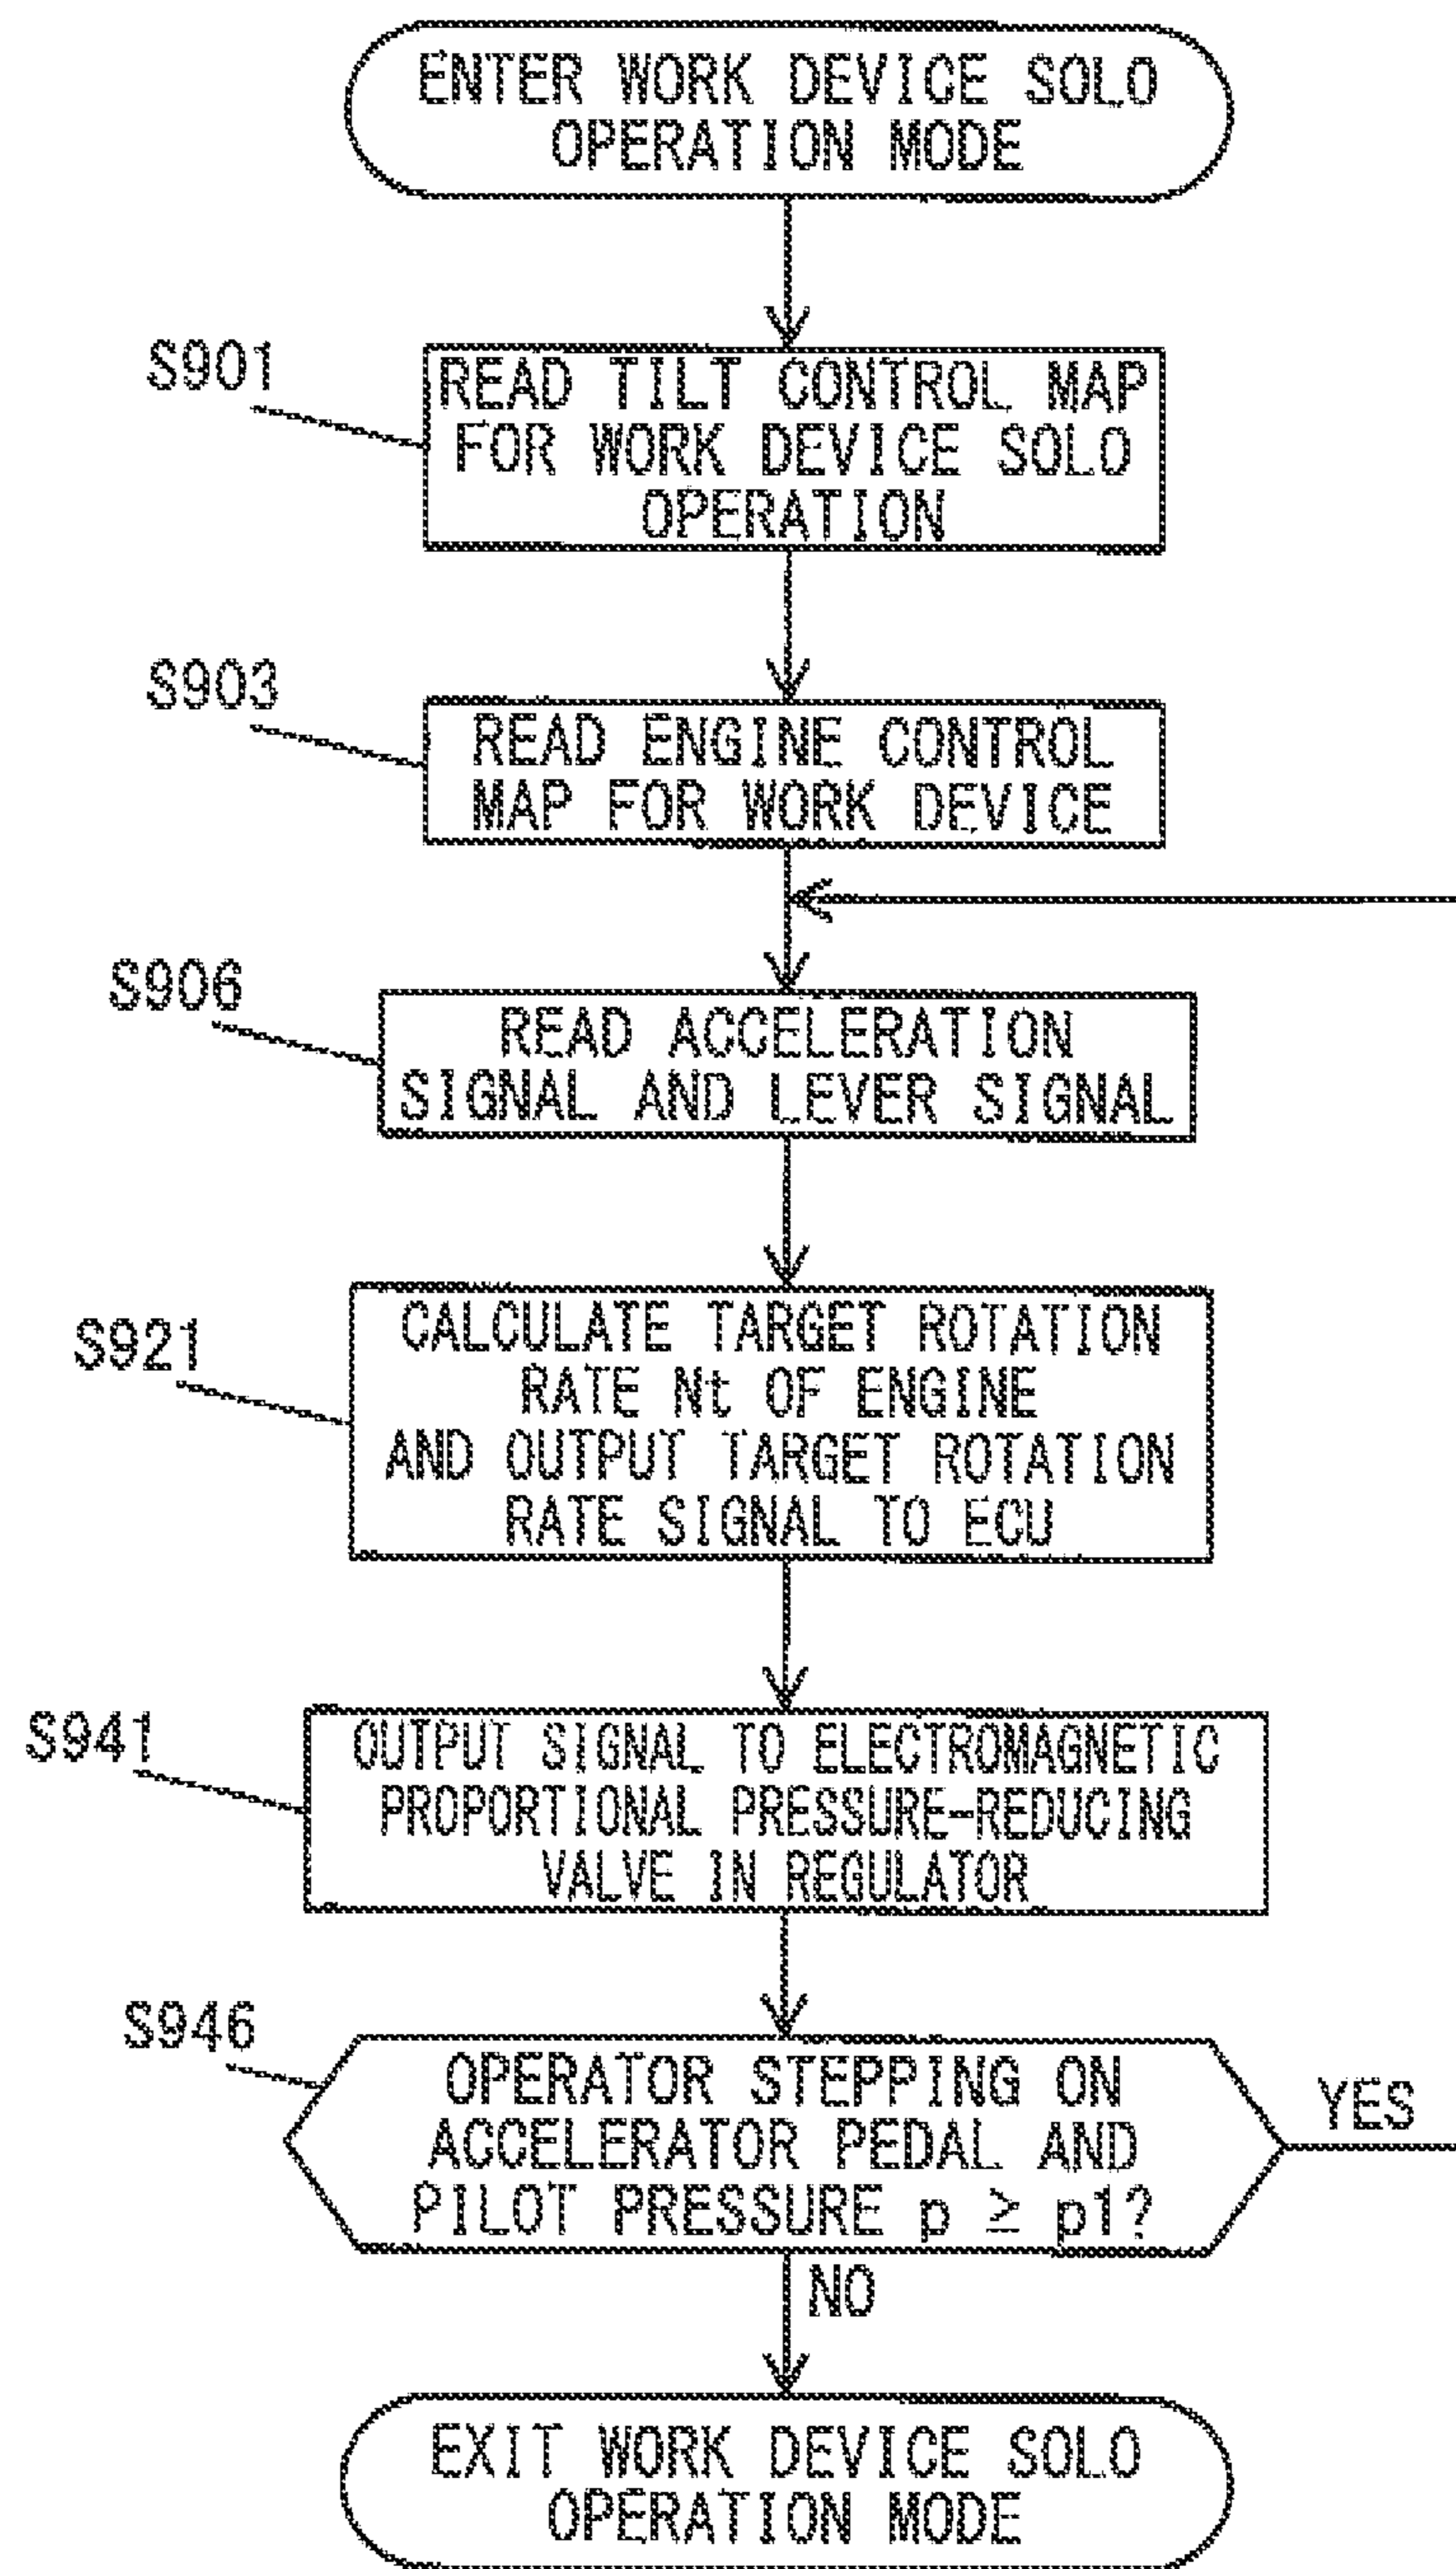 ENTER WORK DEVICE SOLO
OPERATION MODE
S901
READ TILT CONTROL MAP
FOR WORK DEVICE SOLO
OPERATION
S903
READ ENGINE CONTROL
MAP FOR WORK DEVICE
S906
READ ACCELERATION
SIGNAL AND LEVER SIGNAL
S921
CALCULATE TARGET ROTATION
RATE Nt OF ENGINE
AND OUTPUT TARGET ROTATION
RATE SIGNAL TO ECU
S941
OUTPUT SIGNAL TO ELECTROMAGNETIC
PROPORTIONAL PRESSURE-REDUCING
VALVE IN REGULATOR
S946
OPERATOR STEPPING ON
ACCELERATOR PEDAL AND
PILOT PRESSURE p ≥ p1?
YES
NO
EXIT WORK DEVICE SOLO
OPERATION MODE